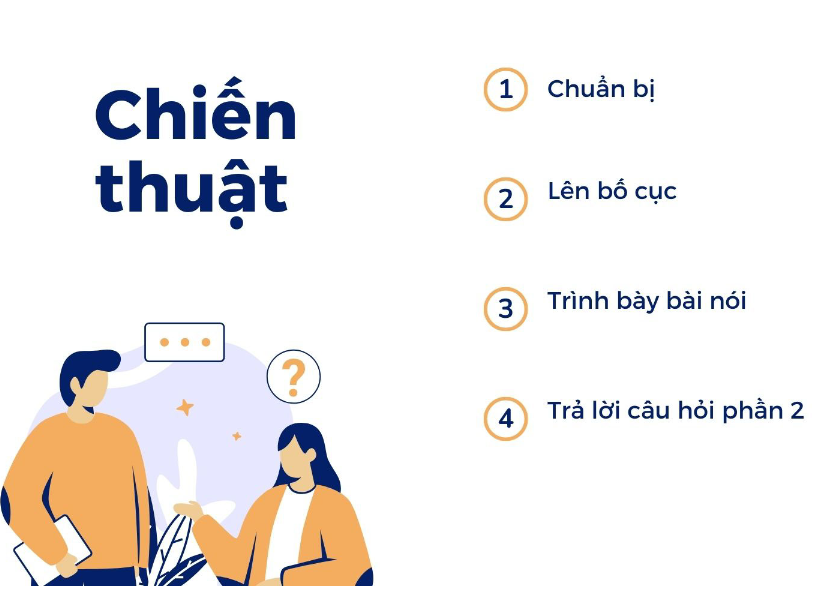 Chiến
thuật
1 Chuẩn bị
2 Lên bố cục
3 Trình bày bài nói
?
4 Trả lời câu hỏi phần 2